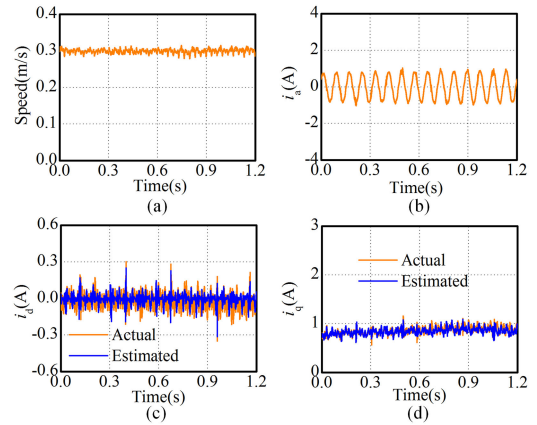 (a)
Speed(m/s)
0.4
0.3
0.2
0.1
0.0
0.0 0.3 0.6 0.9 1.2
Time(s)
(a)
i_a(A)
4
2
0
-2
-4
0.0 0.3 0.6 0.9 1.2
Time(s)
(b)
i_d(A)
0.6
0.3
0.0
-0.3
-0.6
Actual
Estimated
0.0 0.3 0.6 0.9 1.2
Time(s)
(c)
i_q(A)
3
2
1
0
Actual
Estimated
0.0 0.3 0.6 0.9 1.2
Time(s)
(d)